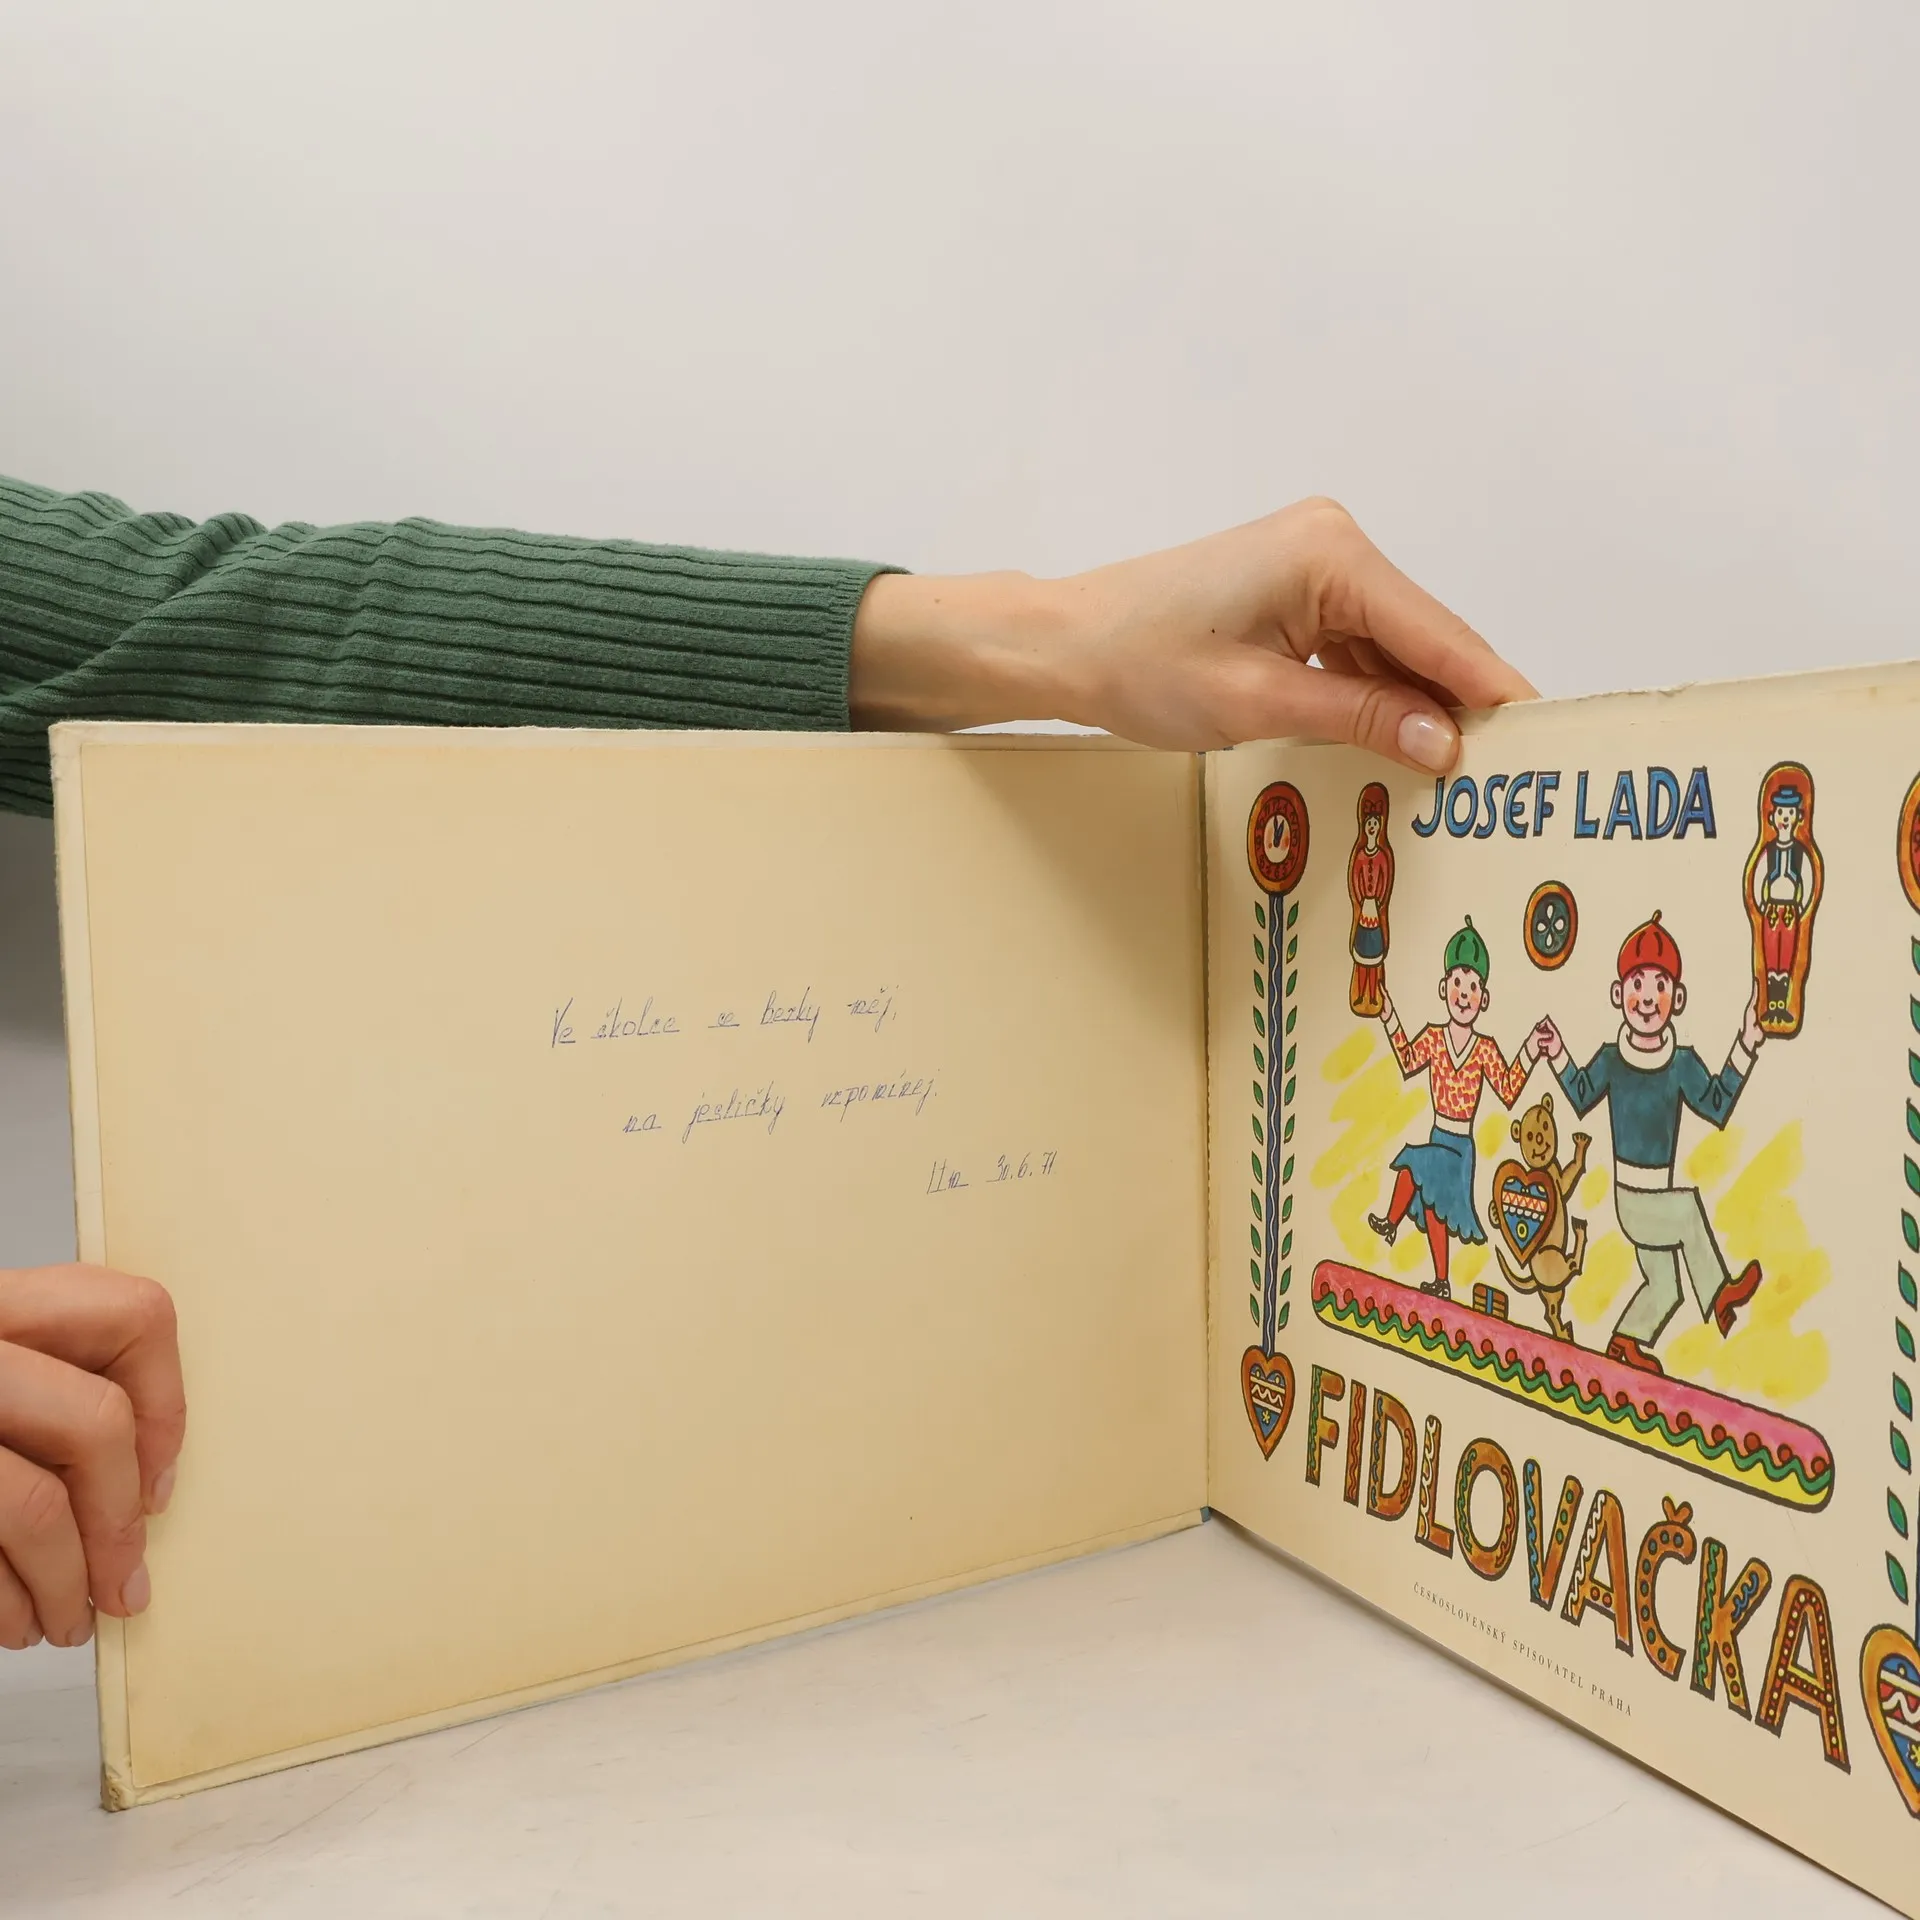 Ve školce se hezky měj,
na jesličky vzpomínej.
30.6.71
JOSEF LADA
FIDLOVAČKA
ČESKOSLOVENSKÝ SPISOVATEL PRAHA